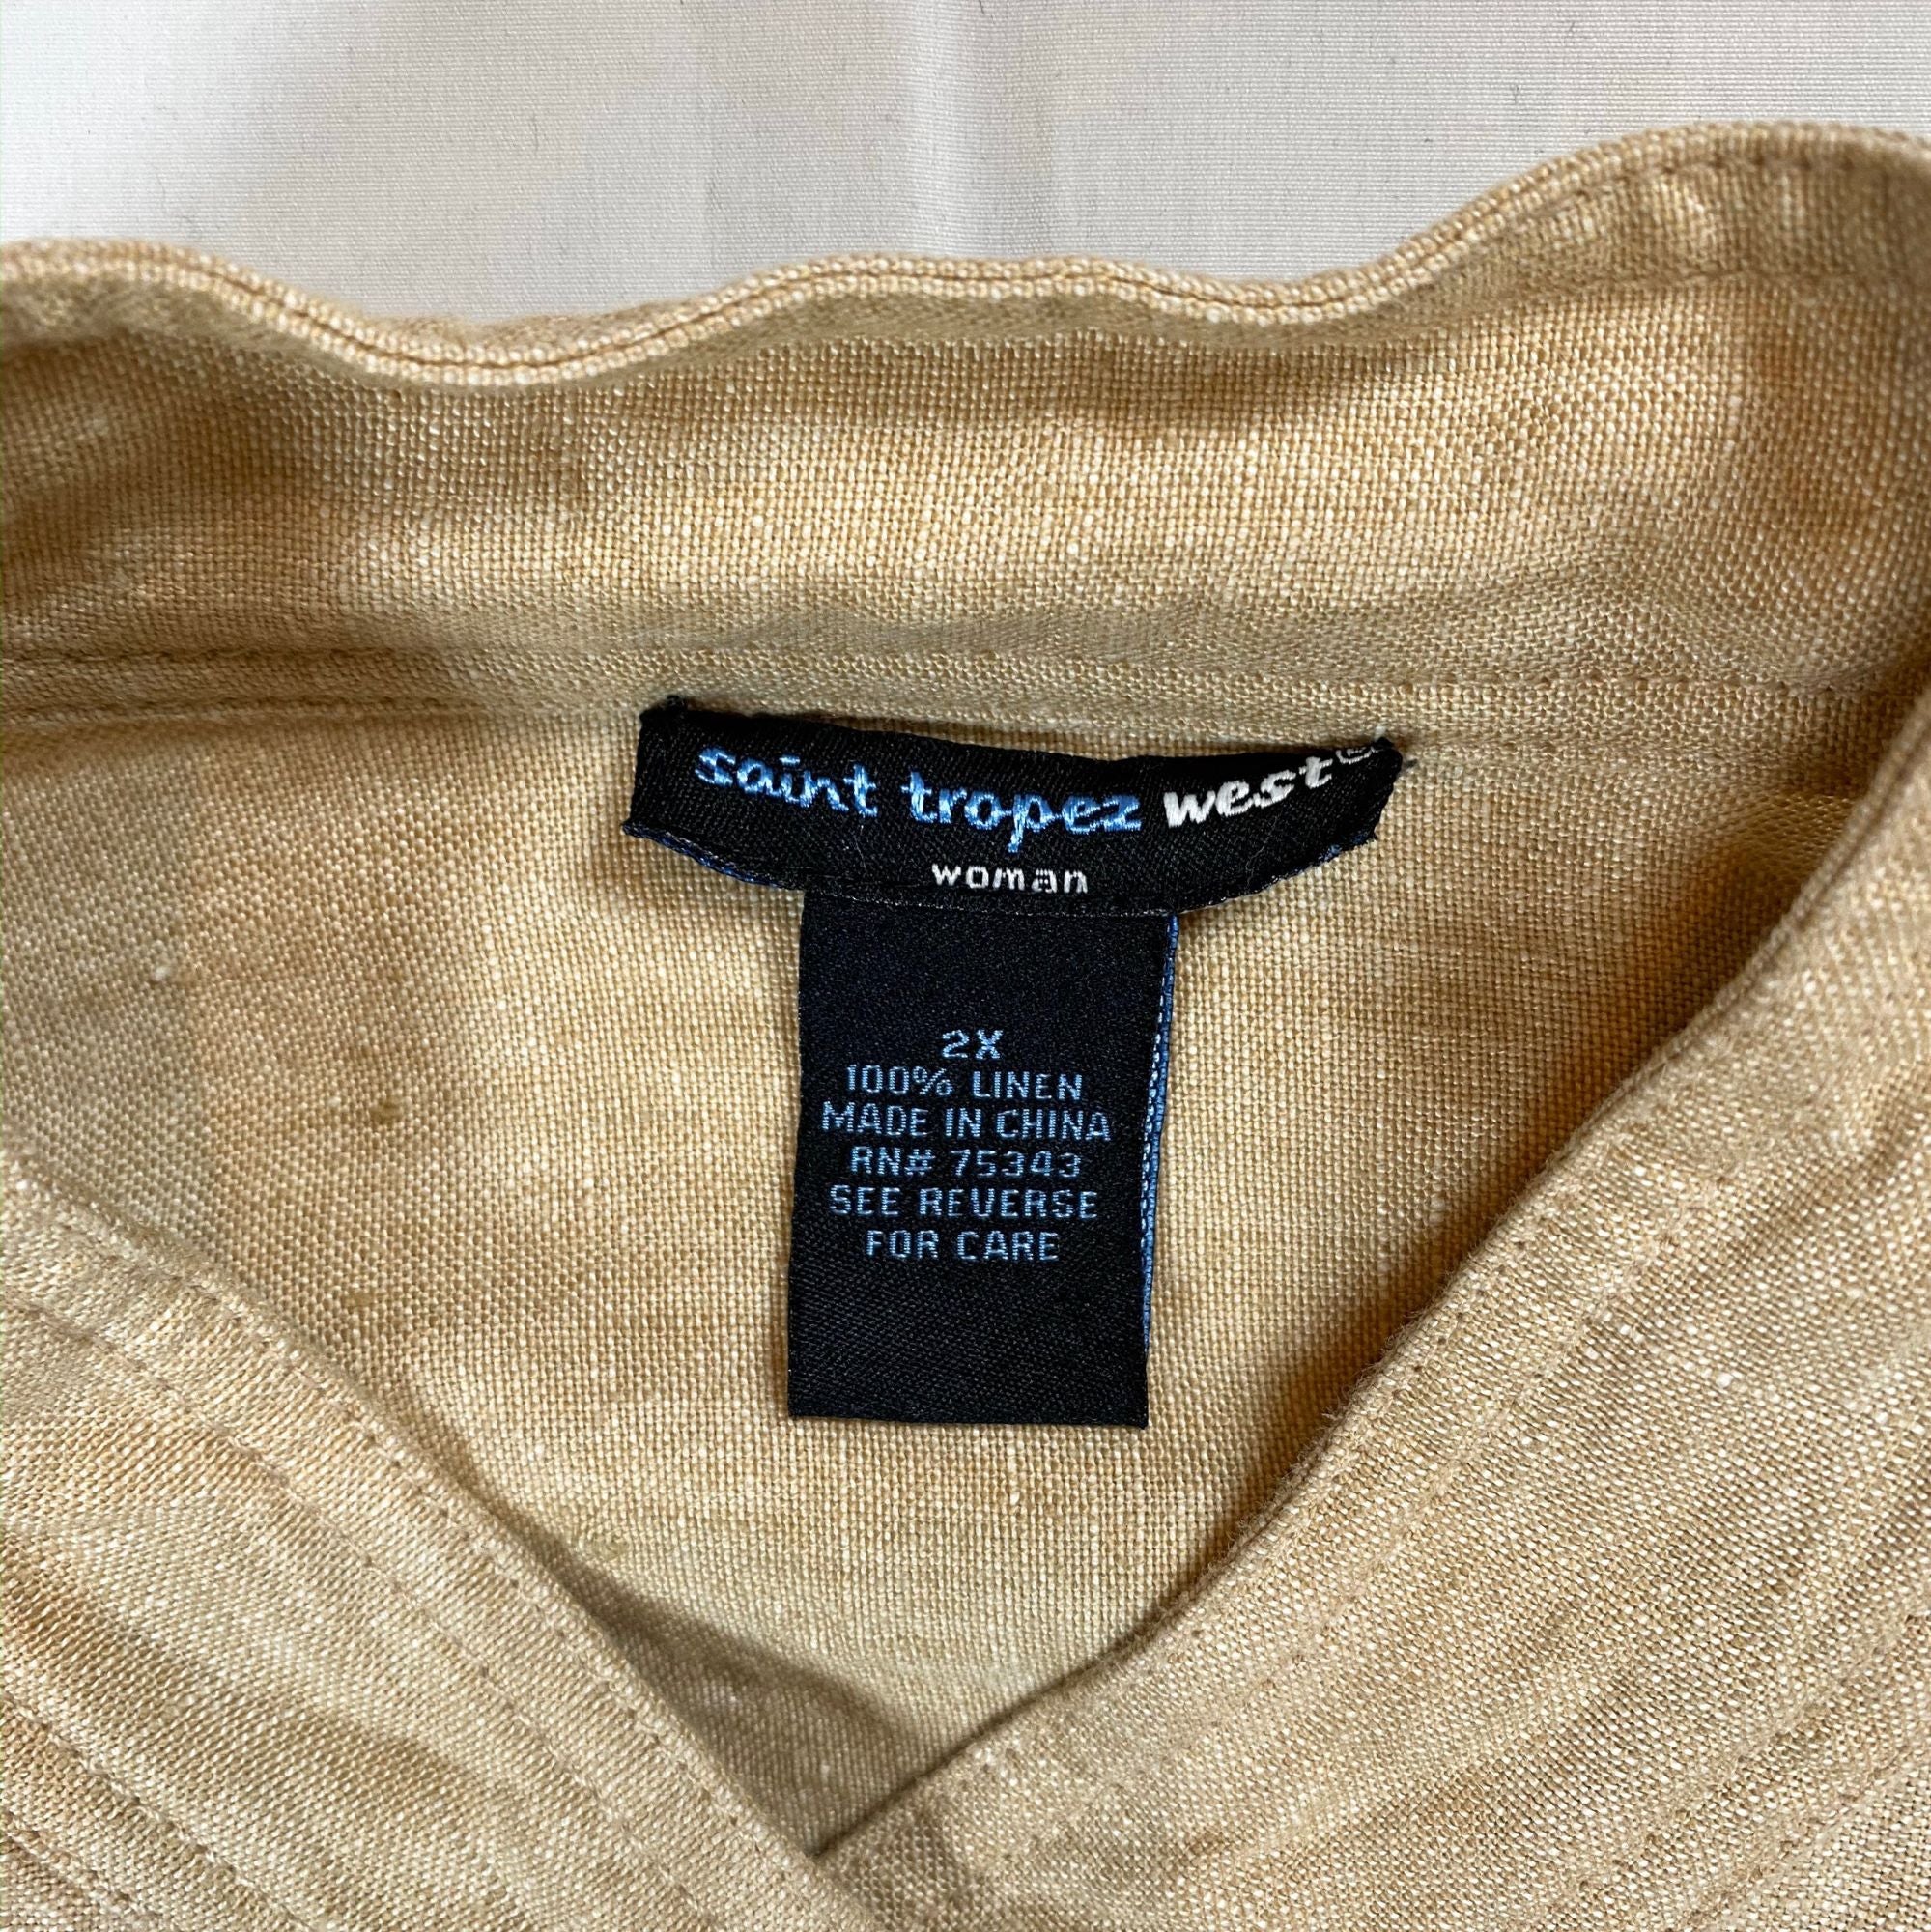 saint tropez west®
woman
2X
100% LINEN
MADE IN CHINA
RN# 75343
SEE REVERSE
FOR CARE